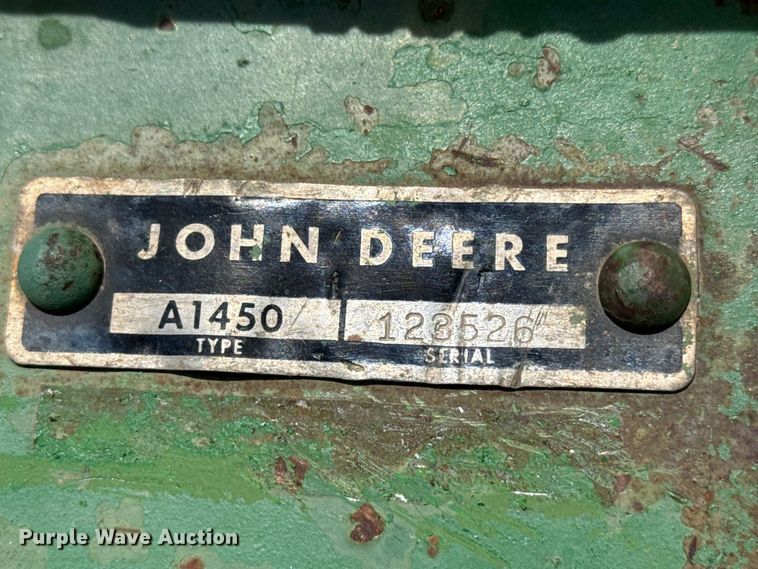 JOHN DEERE
A1450 123526
TYPE SERIAL
Purple Wave Auction